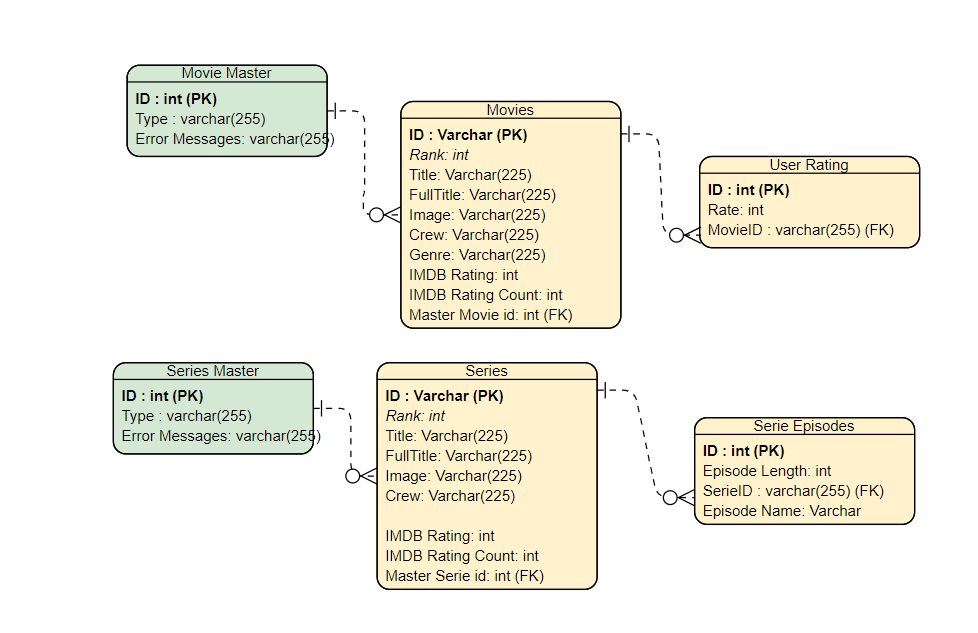 Movie Master
ID : int (PK)
Type : varchar(255)
Error Messages: varchar(255)
Movies
ID : Varchar (PK)
Rank: int
Title: Varchar(225)
FullTitle: Varchar(225)
Image: Varchar(225)
Crew: Varchar(225)
Genre: Varchar(225)
IMDB Rating: int
IMDB Rating Count: int
Master Movie id: int (FK)
User Rating
ID : int (PK)
Rate: int
MovieID : varchar(255) (FK)
Series Master
ID : int (PK)
Type : varchar(255)
Error Messages: varchar(255)
Series
ID : Varchar (PK)
Rank: int
Title: Varchar(225)
FullTitle: Varchar(225)
Image: Varchar(225)
Crew: Varchar(225)
IMDB Rating: int
IMDB Rating Count: int
Master Serie id: int (FK)
Serie Episodes
ID : int (PK)
Episode Length: int
SerieID : varchar(255) (FK)
Episode Name: Varchar